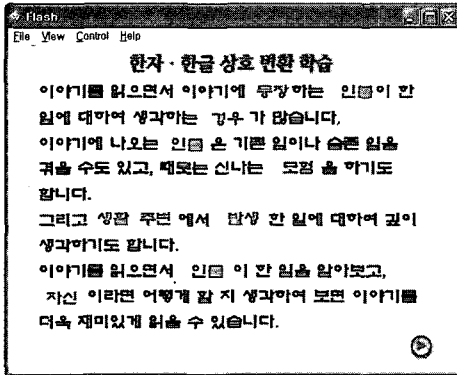 Flash
File View Control Help
한자 · 한글 상호 변환 학습
이야기를 읽으면서 이야기에 등장 하는 인 이 한
일에 대하여 생각하는 경우 가 많습니다.
이야기에 나오는 인 은 기쁜 일이나 슬픈 일을
겪을 수도 있고, 때로는 신나는 모험 을 하기도
합니다.
그리고 생활 주변 에서 발생 한 일에 대하여 깊이
생각하기도 합니다.
이야기를 읽으면서 인 이 한 일을 알아보고,
자신 이라면 어떻게 할 지 생각하여 보면 이야기를
더욱 재미있게 읽을 수 있습니다.